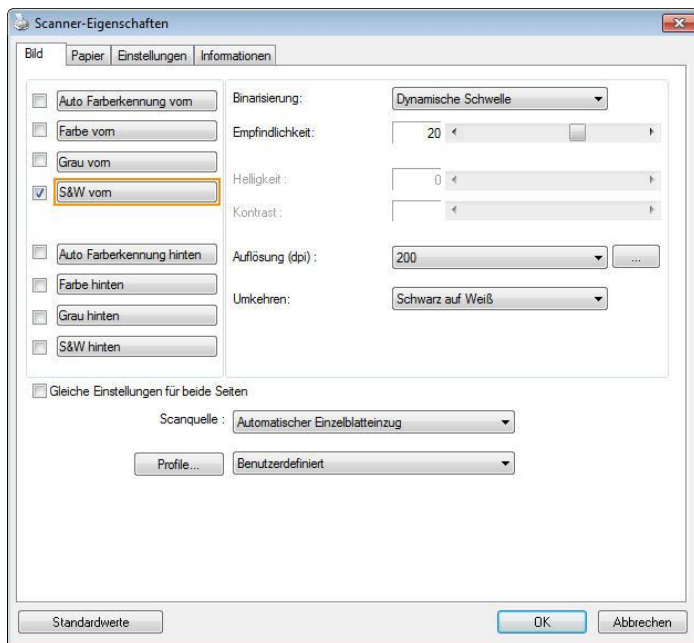 Scanner-Eigenschaften
Bild Papier Einstellungen Informationen
Auto Farberkennung vorn
Farbe vorn
Grau vorn
S&W vorn
Auto Farberkennung hinten
Farbe hinten
Grau hinten
S&W hinten
Binarisierung: Dynamische Schwelle
Empfindlichkeit: 20
Helligkeit : 0
Kontrast :
Auflösung (dpi) : 200 ...
Umkehren: Schwarz auf Weiß
Gleiche Einstellungen für beide Seiten
Scanquelle : Automatischer Einzelblatteinzug
Profile... Benutzerdefiniert
Standardwerte OK Abbrechen